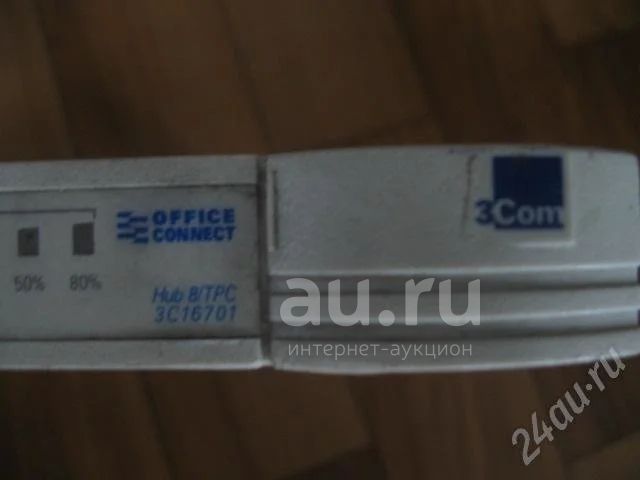 3Com
OFFICE
CONNECT
50% 80%
Hub 8/TPC
3C16701
au.ru
интернет-аукцион
24au.ru